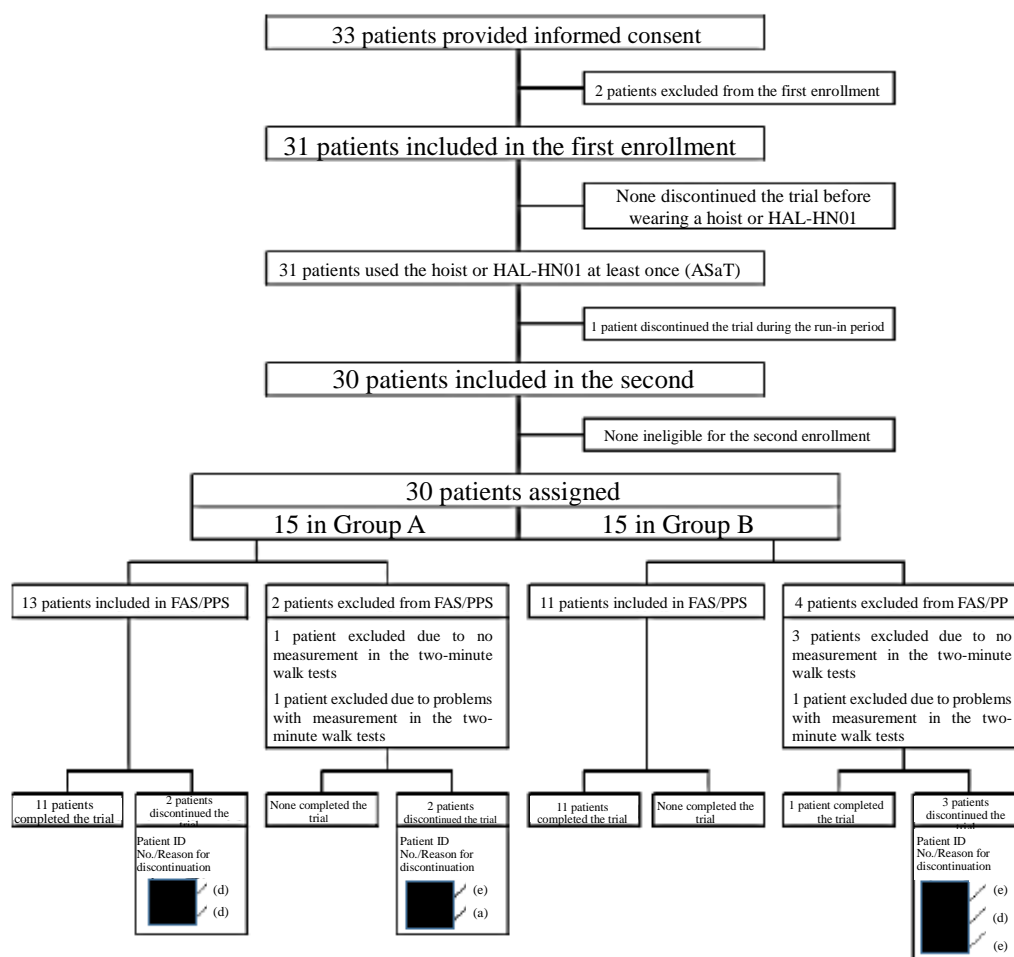 33 patients provided informed consent
2 patients excluded from the first enrollment
31 patients included in the first enrollment
None discontinued the trial before
wearing a hoist or HAL-HN01
31 patients used the hoist or HAL-HN01 at least once (ASaT)
1 patient discontinued the trial during the run-in period
30 patients included in the second
None ineligible for the second enrollment
30 patients assigned
15 in Group A
15 in Group B
13 patients included in FAS/PPS
2 patients excluded from FAS/PPS
1 patient excluded due to no
measurement in the two-minute
walk tests
1 patient excluded due to problems
with measurement in the two-
minute walk tests
11 patients included in FAS/PPS
4 patients excluded from FAS/PP
3 patients excluded due to no
measurement in the two-minute
walk tests
1 patient excluded due to problems
with measurement in the two-
minute walk tests
11 patients
completed the trial
2 patients
discontinued the
trial
Patient ID
No./Reason for
discontinuation
(d)
(d)
None completed the
trial
2 patients
discontinued the trial
Patient ID
No./Reason for
discontinuation
(e)
(a)
11 patients
completed the trial
None completed the
trial
1 patient completed
the trial
3 patients
discontinued the
trial
Patient ID
No./Reason for
discontinuation
(e)
(d)
(e)